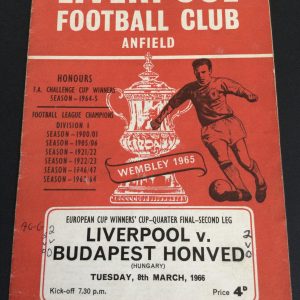 LIVERPOOL
FOOTBALL CLUB
ANFIELD
HONOURS
F.A. CHALLENGE CUP WINNERS
SEASON—1964-5
FOOTBALL LEAGUE CHAMPIONS
DIVISION I
SEASON—1900/01
SEASON—1905/06
SEASON—1921/22
SEASON—1922/23
SEASON—1946/47
SEASON—1963/64
WEMBLEY 1965
EUROPEAN CUP WINNERS' CUP—QUARTER FINAL—SECOND LEG
LIVERPOOL v.
BUDAPEST HONVED
(HUNGARY)
TUESDAY, 8th MARCH, 1966
Kick-off 7.30 p.m.
Price 4D